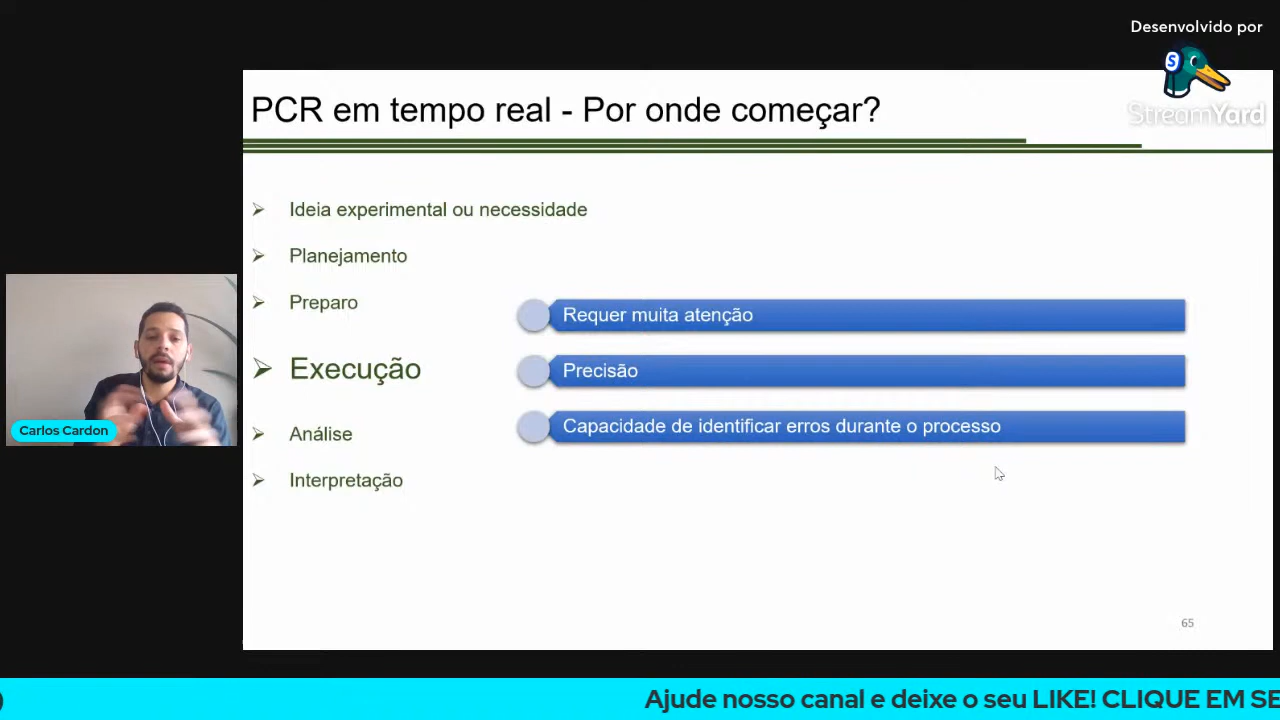 Desenvolvido por
StreamYard
PCR em tempo real - Por onde começar?
Ideia experimental ou necessidade
Planejamento
Preparo
Execução
Análise
Interpretação
Requer muita atenção
Precisão
Capacidade de identificar erros durante o processo
Carlos Cardon
65
Ajude nosso canal e deixe o seu LIKE! CLIQUE EM SE